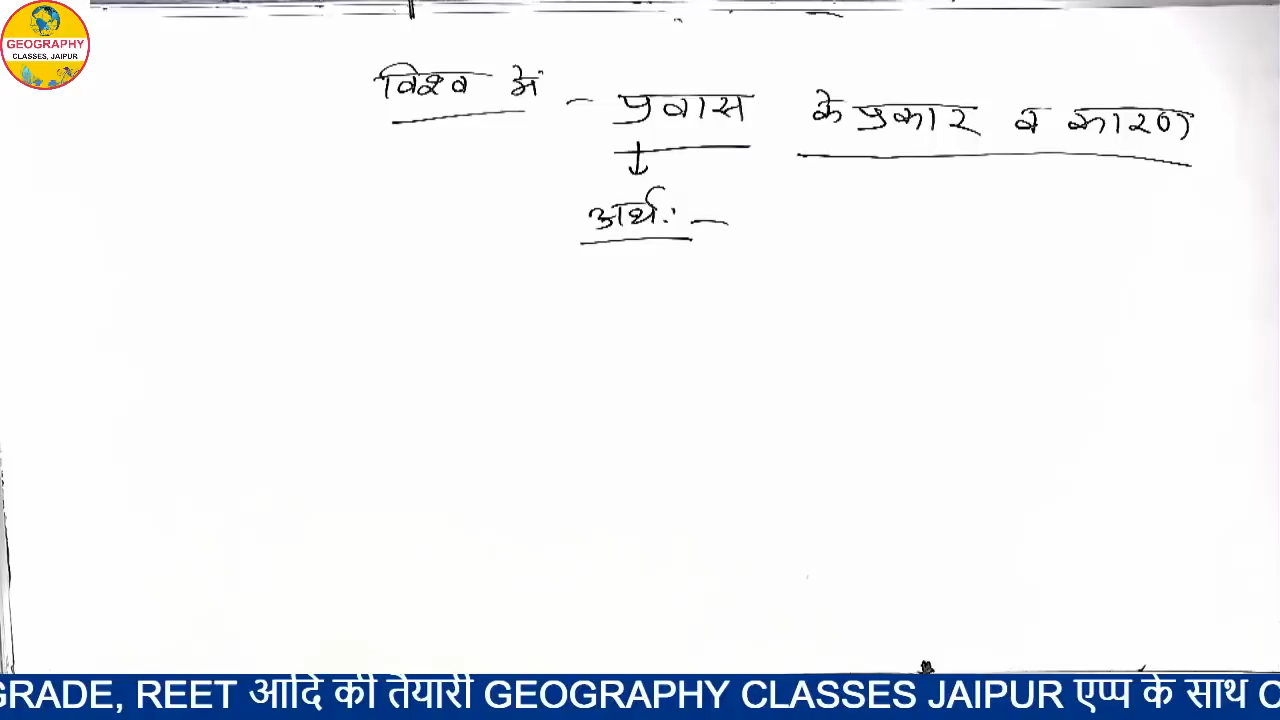 GEOGRAPHY
CLASSES, JAIPUR
विश्व में - प्रवास के प्रकार व कारण
अर्थ: -
GRADE, REET आदि की तैयारी GEOGRAPHY CLASSES JAIPUR एप्प के साथ C